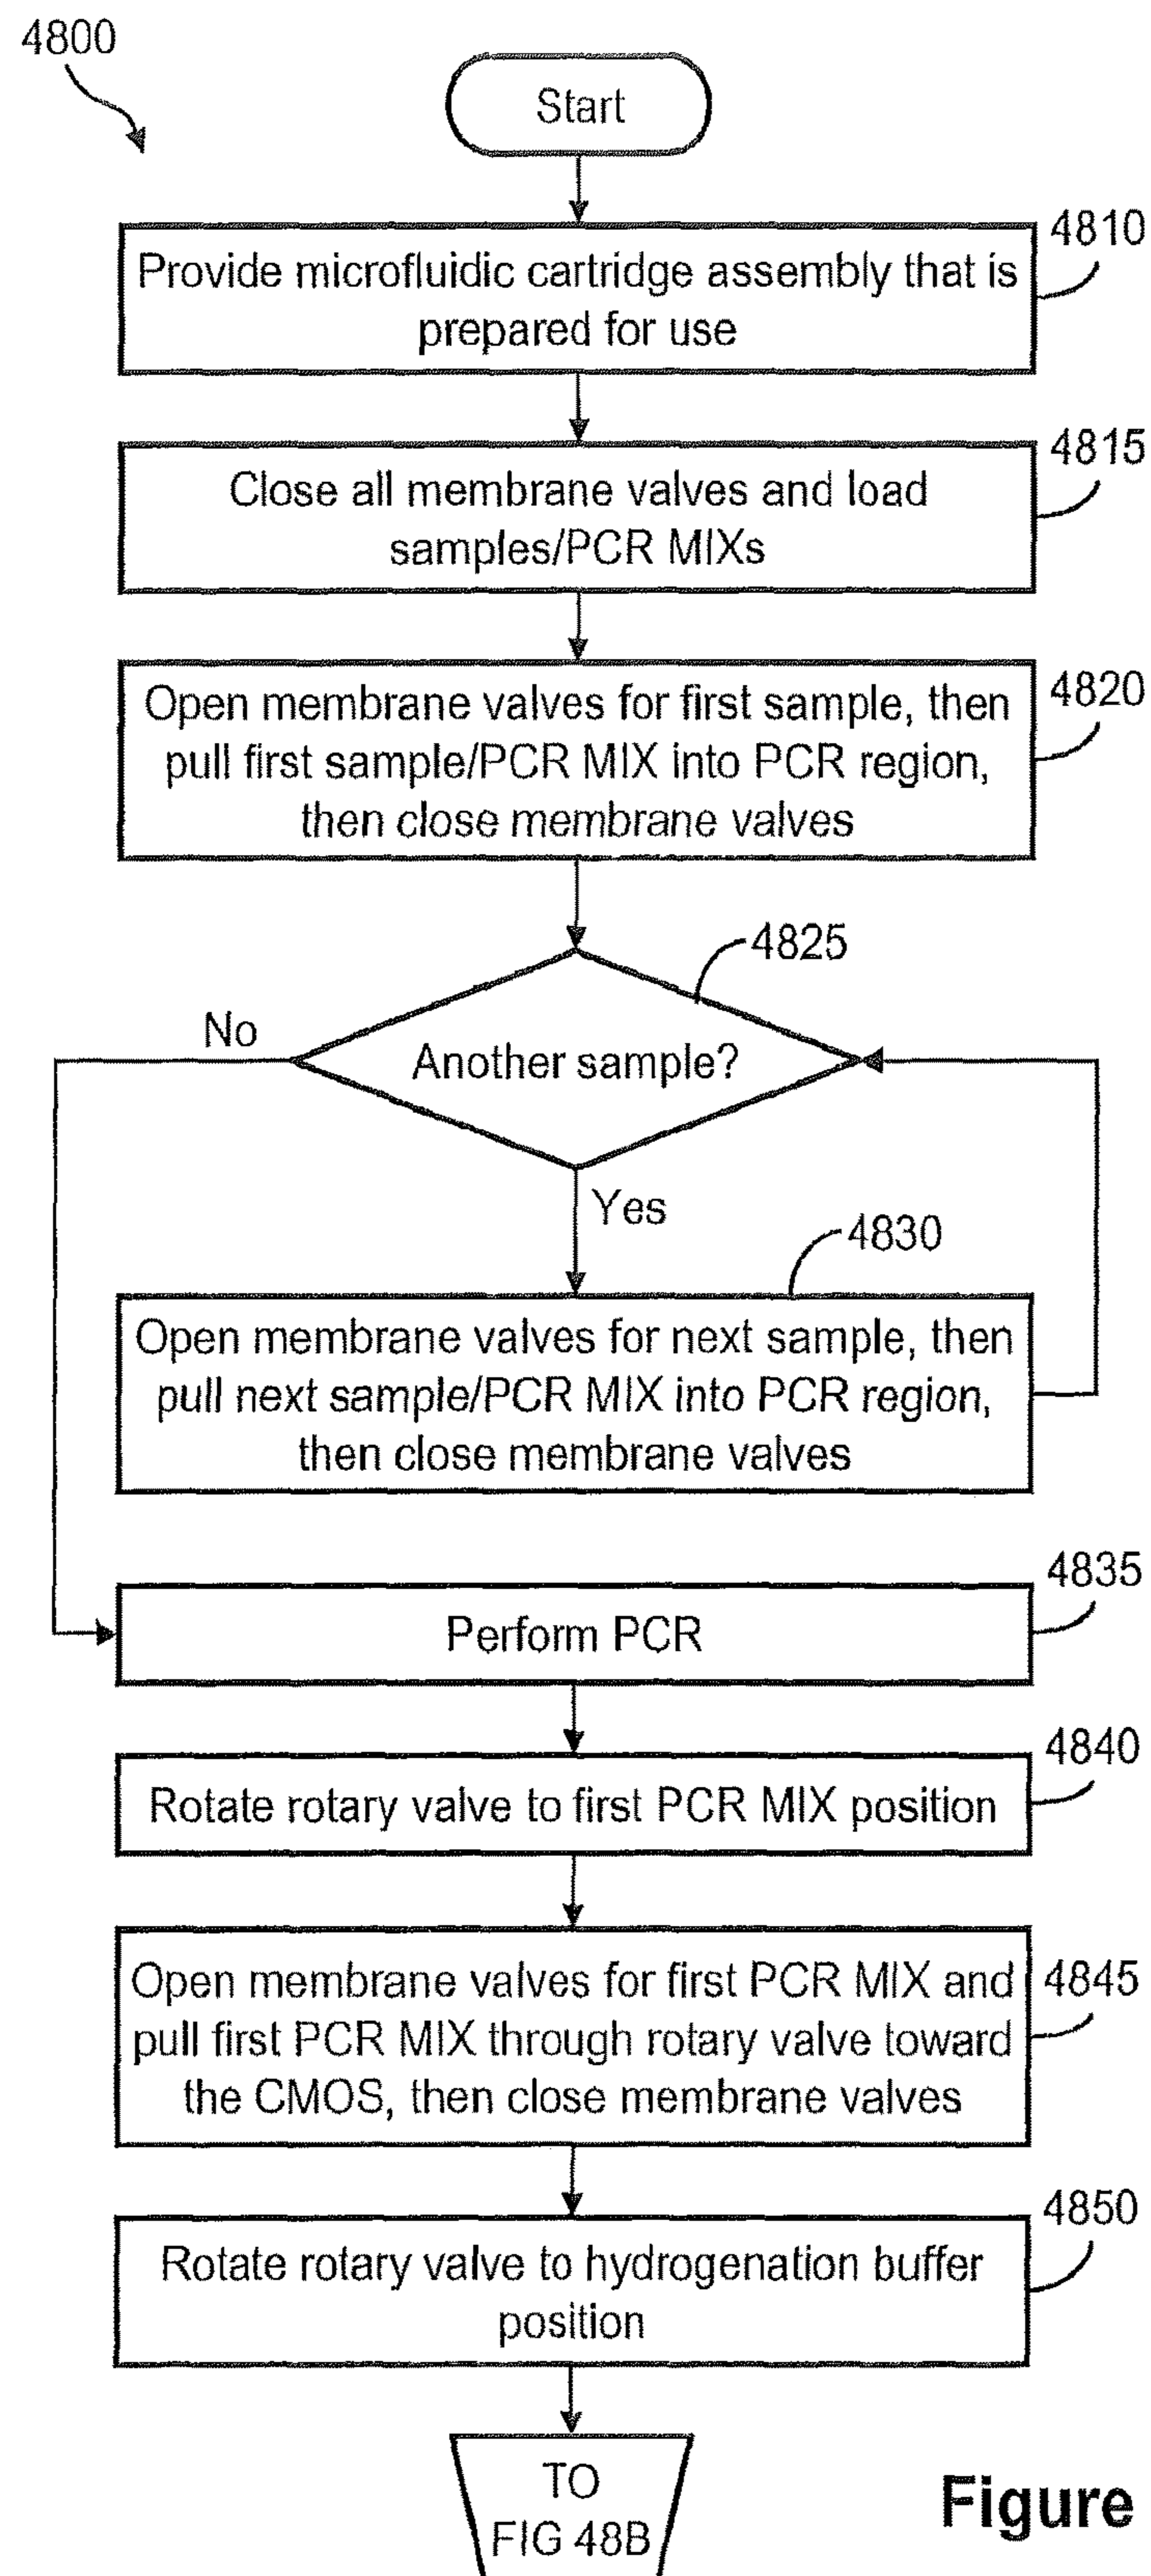 4800
Start
4810
Provide microfluidic cartridge assembly that is
prepared for use
4815
Close all membrane valves and load
samples/PCR MIXs
4820
Open membrane valves for first sample, then
pull first sample/PCR MIX into PCR region,
then close membrane valves
4825
No
Another sample?
Yes
4830
Open membrane valves for next sample, then
pull next sample/PCR MIX into PCR region,
then close membrane valves
4835
Perform PCR
4840
Rotate rotary valve to first PCR MIX position
4845
Open membrane valves for first PCR MIX and
pull first PCR MIX through rotary valve toward
the CMOS, then close membrane valves
4850
Rotate rotary valve to hydrogenation buffer
position
TO
FIG 48B
Figure